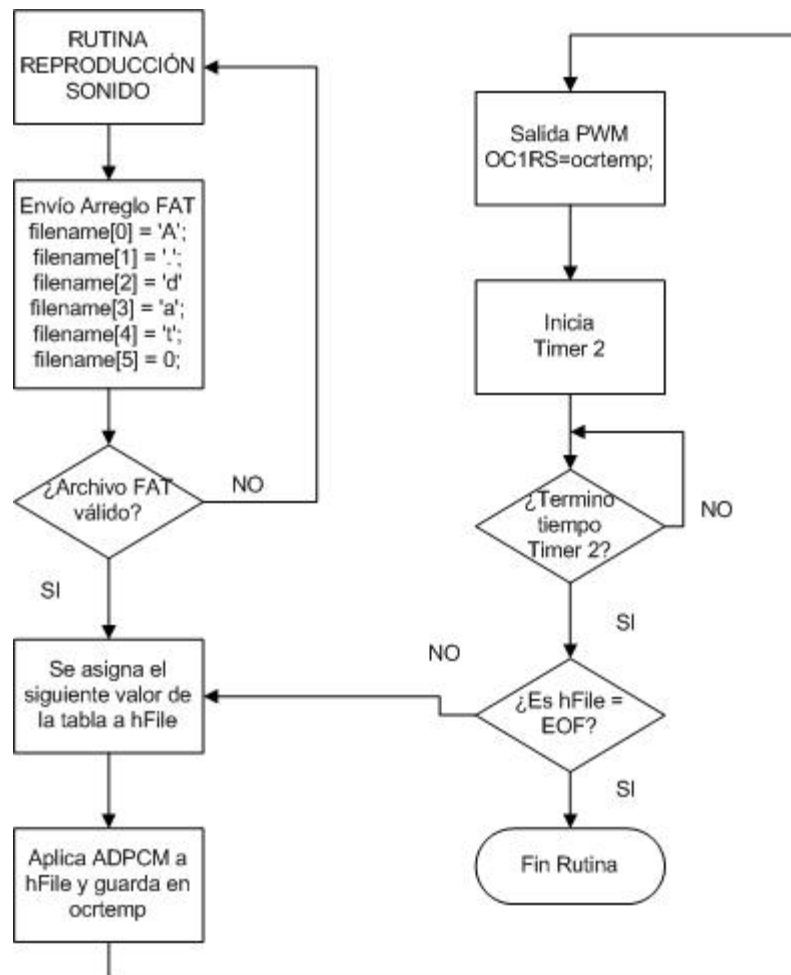 RUTINA
REPRODUCCIÓN
SONIDO
Envío Arreglo FAT
filename[0] = 'A';
filename[1] = '.';
filename[2] = 'd'
filename[3] = 'a';
filename[4] = 't';
filename[5] = 0;
¿Archivo FAT
válido?
NO
SI
Se asigna el
siguiente valor de
la tabla a hFile
Aplica ADPCM a
hFile y guarda en
ocrtemp
Salida PWM
OC1RS=ocrtemp;
Inicia
Timer 2
¿Termino
tiempo
Timer 2?
NO
SI
¿Es hFile =
EOF?
NO
SI
Fin Rutina